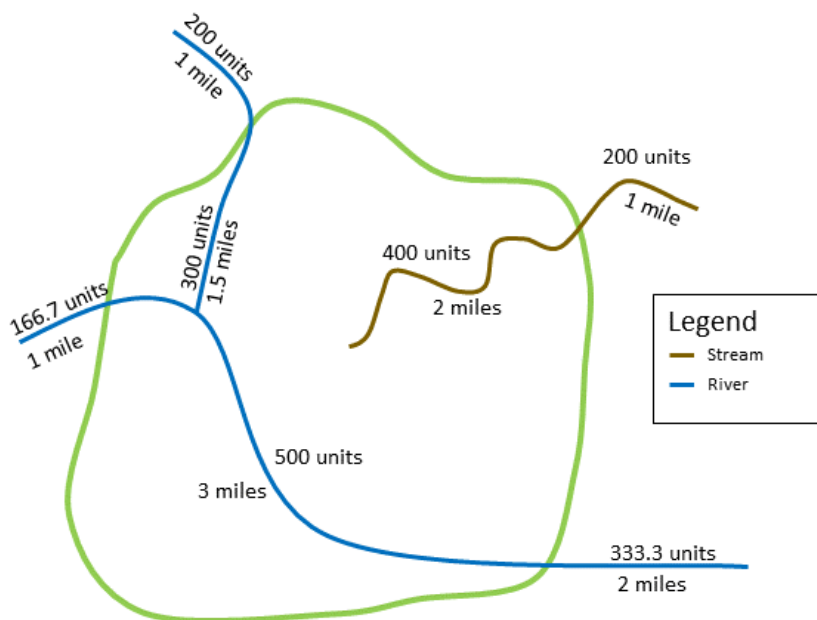 200 units
1 mile
200 units
1 mile
300 units
1.5 miles
400 units
2 miles
166.7 units
1 mile
Legend
Stream
River
500 units
3 miles
333.3 units
2 miles